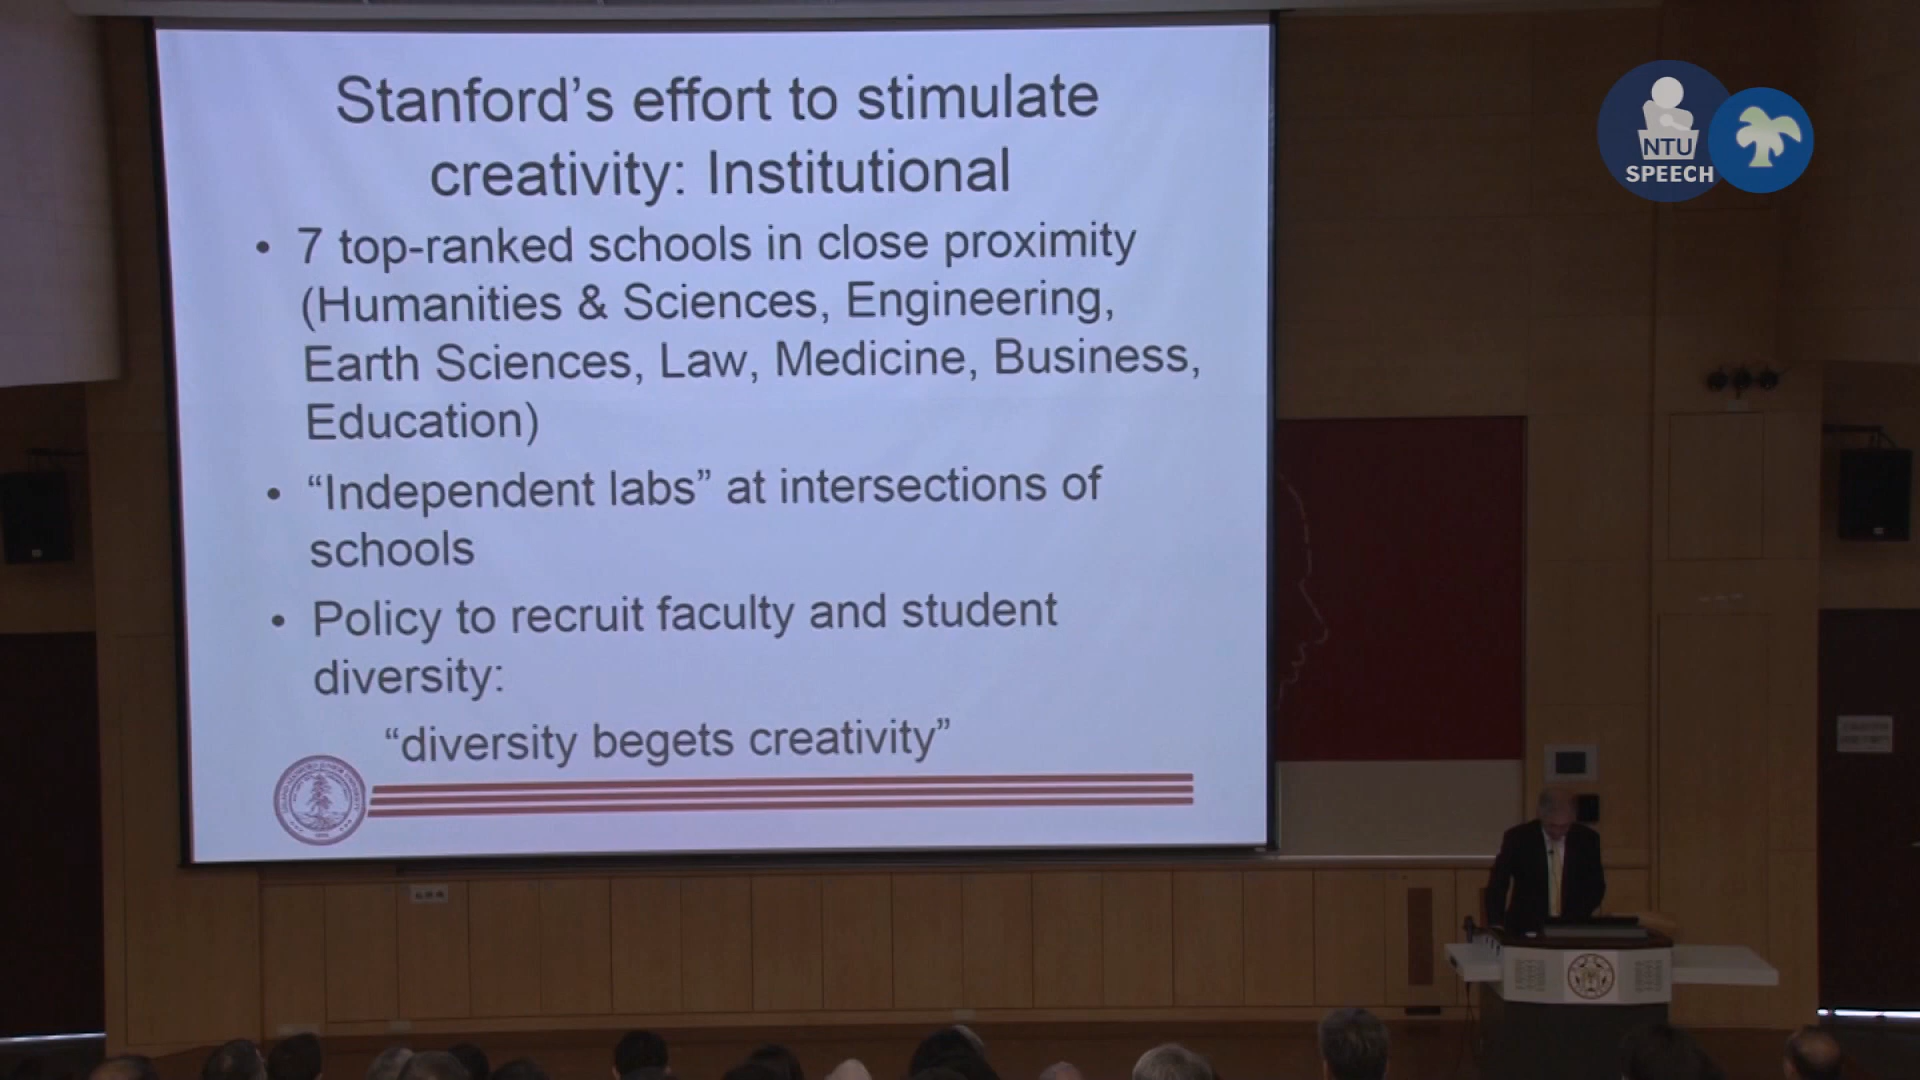 Stanford's effort to stimulate
creativity: Institutional
• 7 top-ranked schools in close proximity
(Humanities & Sciences, Engineering,
Earth Sciences, Law, Medicine, Business,
Education)
• “Independent labs” at intersections of
schools
• Policy to recruit faculty and student
diversity:
“diversity begets creativity”
NTU
SPEECH